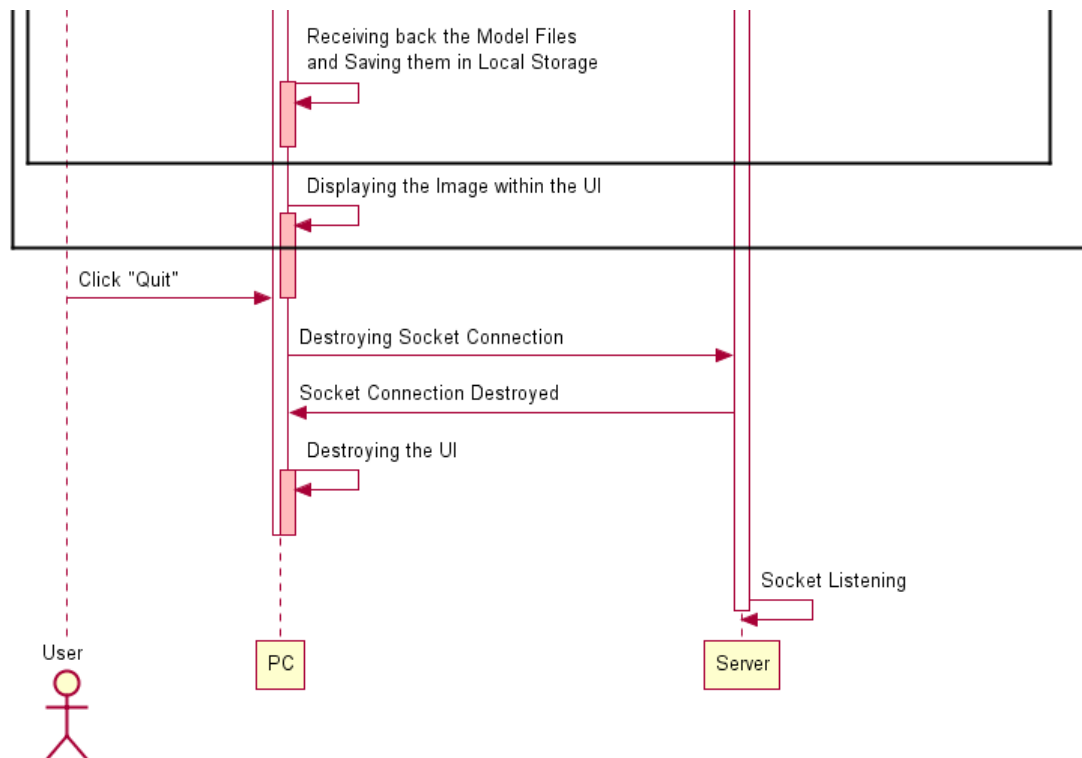 Receiving back the Model Files
and Saving them in Local Storage
Displaying the Image within the UI
Click "Quit"
Destroying Socket Connection
Socket Connection Destroyed
Destroying the UI
Socket Listening
User
PC
Server